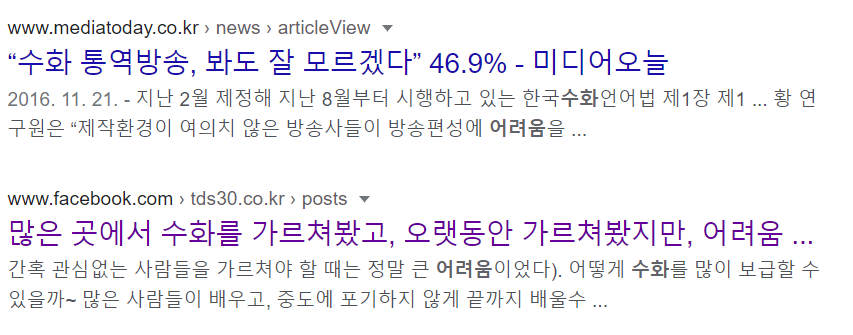 www.mediatoday.co.kr › news › articleView
“수화 통역방송, 봐도 잘 모르겠다” 46.9% - 미디어오늘
2016. 11. 21. - 지난 2월 제정해 지난 8월부터 시행하고 있는 한국수화언어법 제1장 제1 ... 황 연
구원은 “제작환경이 여의치 않은 방송사들이 방송편성에 어려움을 ...
www.facebook.com › tds30.co.kr › posts
많은 곳에서 수화를 가르쳐봤고, 오랫동안 가르쳐봤지만, 어려움 ...
간혹 관심없는 사람들을 가르쳐야 할 때는 정말 큰 어려움이었다). 어떻게 수화를 많이 보급할 수
있을까~ 많은 사람들이 배우고, 중도에 포기하지 않게 끝까지 배울수 ...